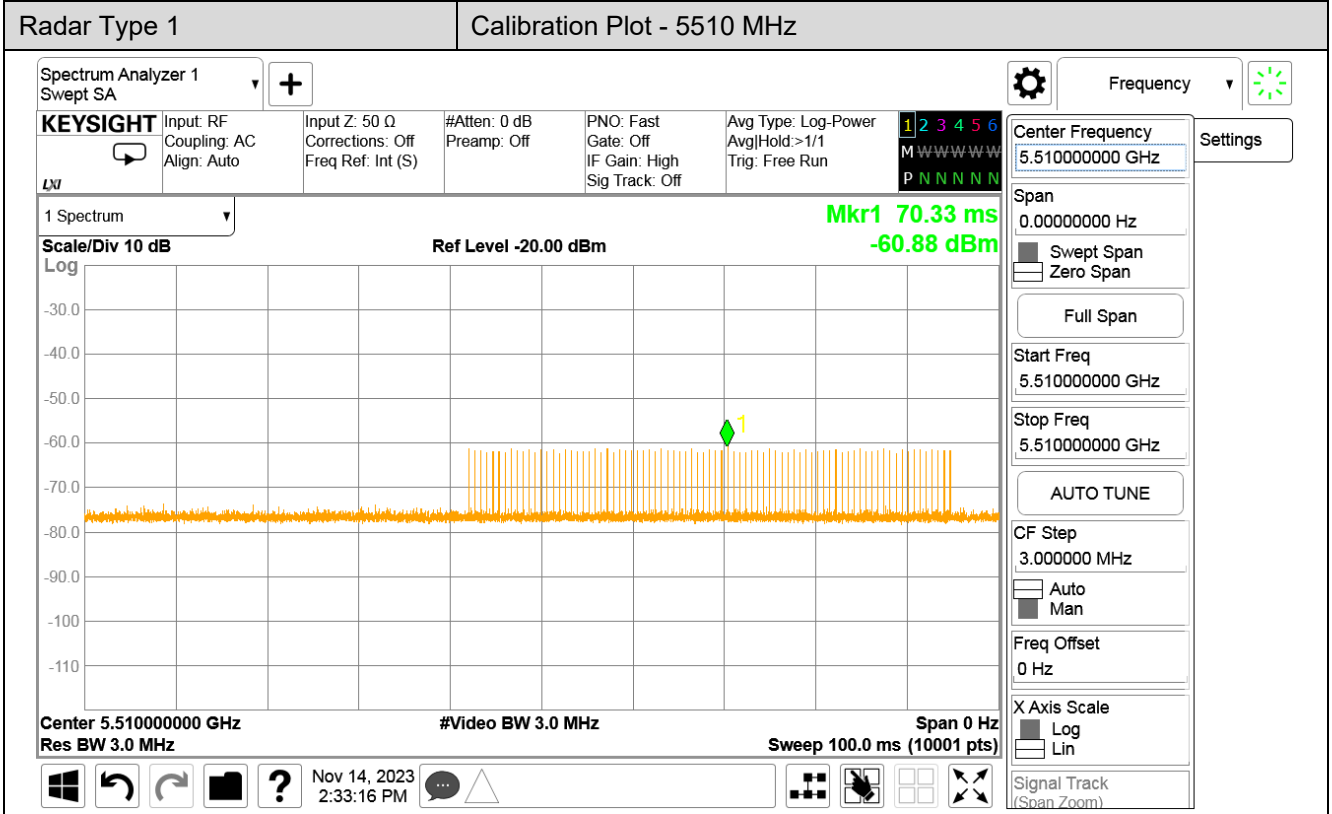 Radar Type 1
Calibration Plot - 5510 MHz
Spectrum Analyzer 1
Swept SA
Frequency
KEYSIGHT
LXI
Input: RF
Coupling: AC
Align: Auto
Input Z: 50 Ω
Corrections: Off
Freq Ref: Int (S)
#Atten: 0 dB
Preamp: Off
PNO: Fast
Gate: Off
IF Gain: High
Sig Track: Off
Avg Type: Log-Power
Avg|Hold:>1/1
Trig: Free Run
1 2 3 4 5 6
M W W W W W
P N N N N N
Settings
1 Spectrum
Mkr1 70.33 ms
-60.88 dBm
Scale/Div 10 dB
Ref Level -20.00 dBm
Log
-30.0
-40.0
-50.0
-60.0
-70.0
-80.0
-90.0
-100
-110
1
Center 5.510000000 GHz
#Video BW 3.0 MHz
Span 0 Hz
Res BW 3.0 MHz
Sweep 100.0 ms (10001 pts)
Center Frequency
5.510000000 GHz
Span
0.00000000 Hz
Swept Span
Zero Span
Full Span
Start Freq
5.510000000 GHz
Stop Freq
5.510000000 GHz
AUTO TUNE
CF Step
3.000000 MHz
Auto
Man
Freq Offset
0 Hz
X Axis Scale
Log
Lin
Signal Track
(Span Zoom)
?
Nov 14, 2023
2:33:16 PM